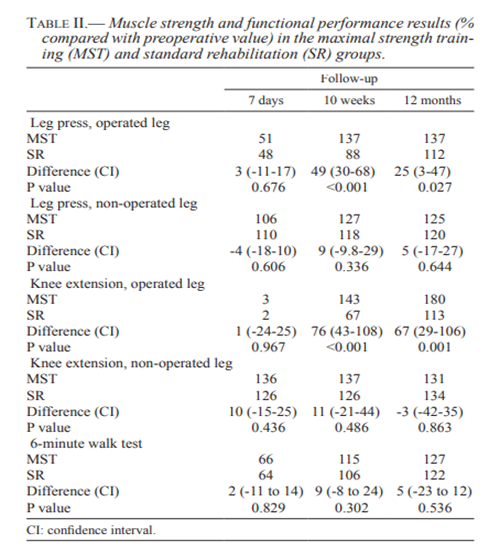 TABLE II.— Muscle strength and functional performance results (%
compared with preoperative value) in the maximal strength train-
ing (MST) and standard rehabilitation (SR) groups.
Follow-up
7 days 10 weeks 12 months
Leg press, operated leg
MST 51 137 137
SR 48 88 112
Difference (CI) 3 (-11-17) 49 (30-68) 25 (3-47)
P value 0.676 <0.001 0.027
Leg press, non-operated leg
MST 106 127 125
SR 110 118 120
Difference (CI) -4 (-18-10) 9 (-9.8-29) 5 (-17-27)
P value 0.606 0.336 0.644
Knee extension, operated leg
MST 3 143 180
SR 2 67 113
Difference (CI) 1 (-24-25) 76 (43-108) 67 (29-106)
P value 0.967 <0.001 0.001
Knee extension, non-operated leg
MST 136 137 131
SR 126 126 134
Difference (CI) 10 (-15-25) 11 (-21-44) -3 (-42-35)
P value 0.436 0.486 0.863
6-minute walk test
MST 66 115 127
SR 64 106 122
Difference (CI) 2 (-11 to 14) 9 (-8 to 24) 5 (-23 to 12)
P value 0.829 0.302 0.536
CI: confidence interval.